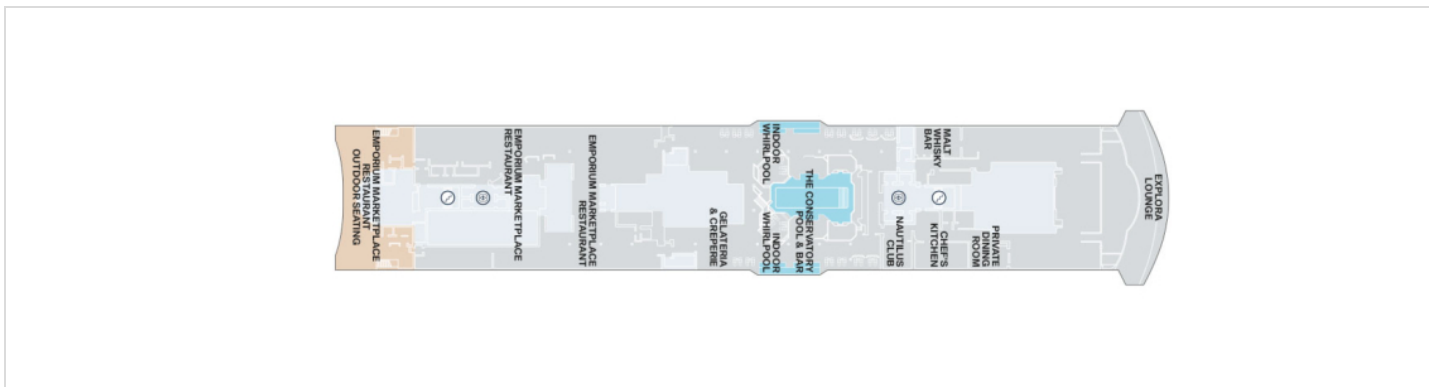 EMPORIUM MARKETPLACE
RESTAURANT
OUTDOOR SEATING
EMPORIUM MARKETPLACE
RESTAURANT
EMPORIUM MARKETPLACE
RESTAURANT
GELATERIA
& CREPERIE
INDOOR
WHIRLPOOL
INDOOR
WHIRLPOOL
THE CONSERVATORY
POOL & BAR
NAUTILUS
CLUB
MALT
WHISKY
BAR
CHEF'S
KITCHEN
PRIVATE
DINING
ROOM
EXPLORA
LOUNGE